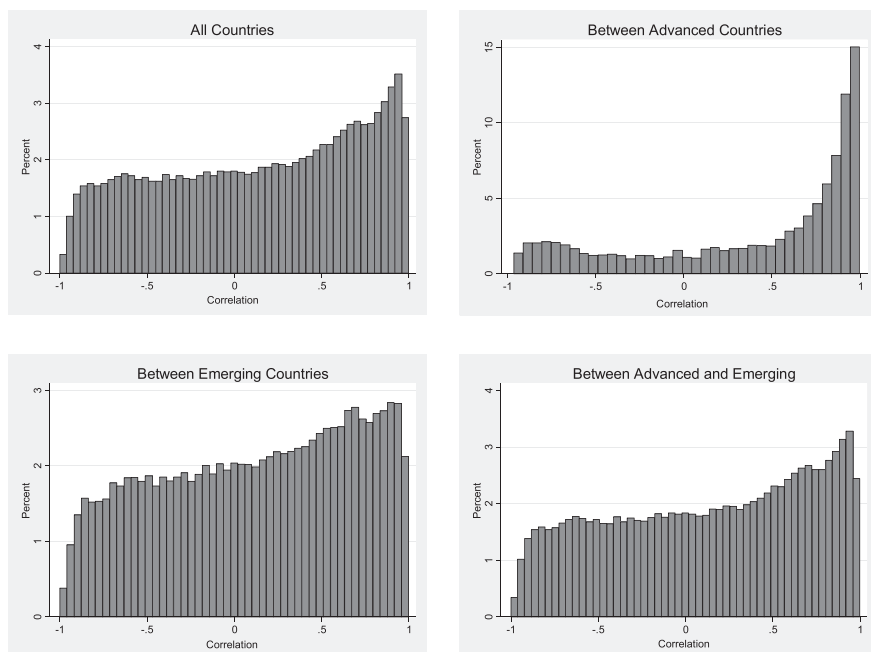 All Countries
4
3
2
1
0
Percent
-1 -.5 0 .5 1
Correlation
Between Advanced Countries
15
10
5
0
Percent
-1 -.5 0 .5 1
Correlation
Between Emerging Countries
3
2
1
0
Percent
-1 -.5 0 .5 1
Correlation
Between Advanced and Emerging
4
3
2
1
0
Percent
-1 -.5 0 .5 1
Correlation